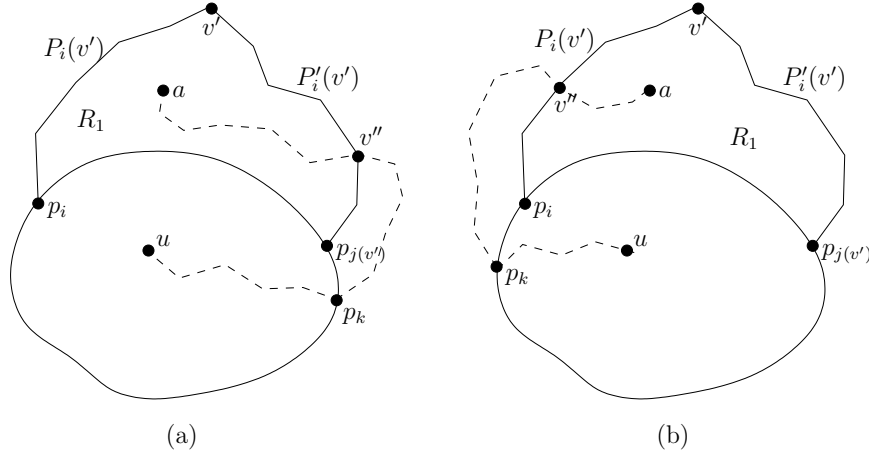 v′ v′
P_i(v′) P_i(v′)
P′_i(v′) P′_i(v′)
a a
v″
R_1
v″
R_1
p_i p_i
u p_{j(v′)} u p_{j(v′)}
p_k
p_k
(a) (b)